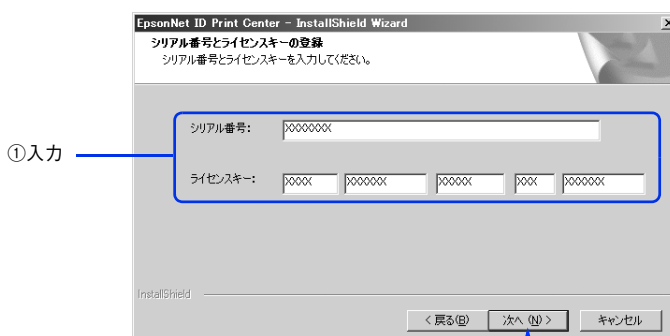 EpsonNet ID Print Center - InstallShield Wizard
シリアル番号とライセンスキーの登録
シリアル番号とライセンスキーを入力してください。
①入力
シリアル番号: XXXXXXX
ライセンスキー: XXXX XXXXXX XXXXX XXX XXXXXX
InstallShield
< 戻る(B) 次へ (N) > キャンセル